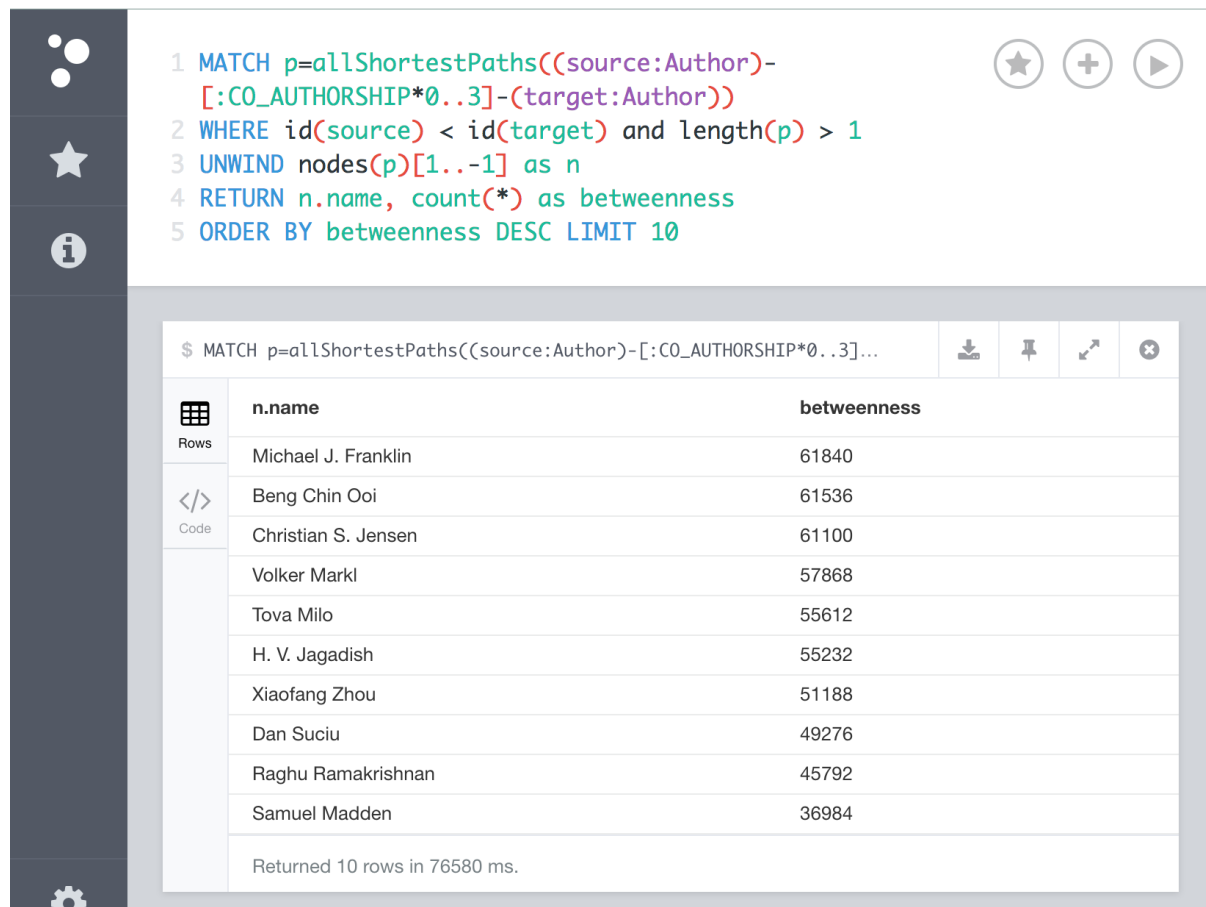 1 MATCH p=allShortestPaths((source:Author)-
[:CO_AUTHORSHIP*0..3]-(target:Author))
2 WHERE id(source) < id(target) and length(p) > 1
3 UNWIND nodes(p)[1..-1] as n
4 RETURN n.name, count(*) as betweenness
5 ORDER BY betweenness DESC LIMIT 10
$ MATCH p=allShortestPaths((source:Author)-[:CO_AUTHORSHIP*0..3]…
Rows
</> Code
n.name betweenness
Michael J. Franklin 61840
Beng Chin Ooi 61536
Christian S. Jensen 61100
Volker Markl 57868
Tova Milo 55612
H. V. Jagadish 55232
Xiaofang Zhou 51188
Dan Suciu 49276
Raghu Ramakrishnan 45792
Samuel Madden 36984
Returned 10 rows in 76580 ms.